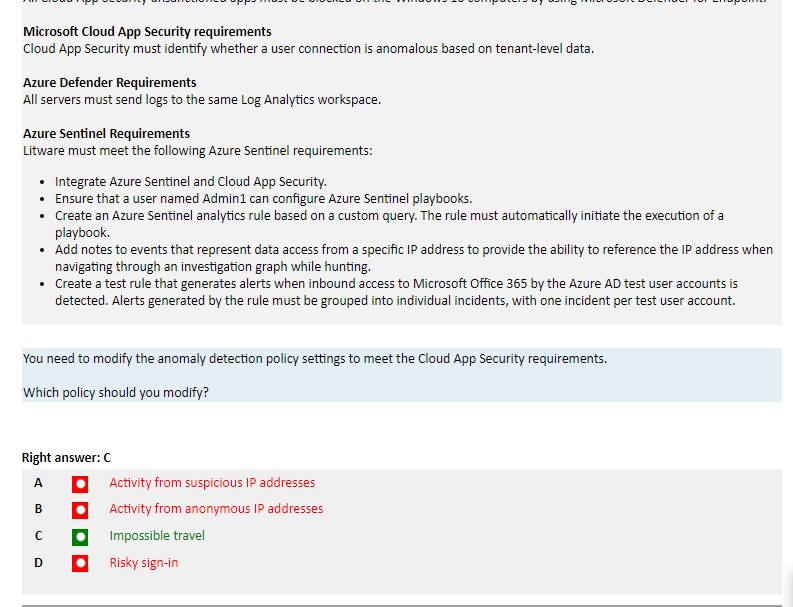 Microsoft Cloud App Security requirements
Cloud App Security must identify whether a user connection is anomalous based on tenant-level data.
Azure Defender Requirements
All servers must send logs to the same Log Analytics workspace.
Azure Sentinel Requirements
Litware must meet the following Azure Sentinel requirements:
• Integrate Azure Sentinel and Cloud App Security.
• Ensure that a user named Admin1 can configure Azure Sentinel playbooks.
• Create an Azure Sentinel analytics rule based on a custom query. The rule must automatically initiate the execution of a
playbook.
• Add notes to events that represent data access from a specific IP address to provide the ability to reference the IP address when
navigating through an investigation graph while hunting.
• Create a test rule that generates alerts when inbound access to Microsoft Office 365 by the Azure AD test user accounts is
detected. Alerts generated by the rule must be grouped into individual incidents, with one incident per test user account.
You need to modify the anomaly detection policy settings to meet the Cloud App Security requirements.
Which policy should you modify?
Right answer: C
A Activity from suspicious IP addresses
B Activity from anonymous IP addresses
C Impossible travel
D Risky sign-in